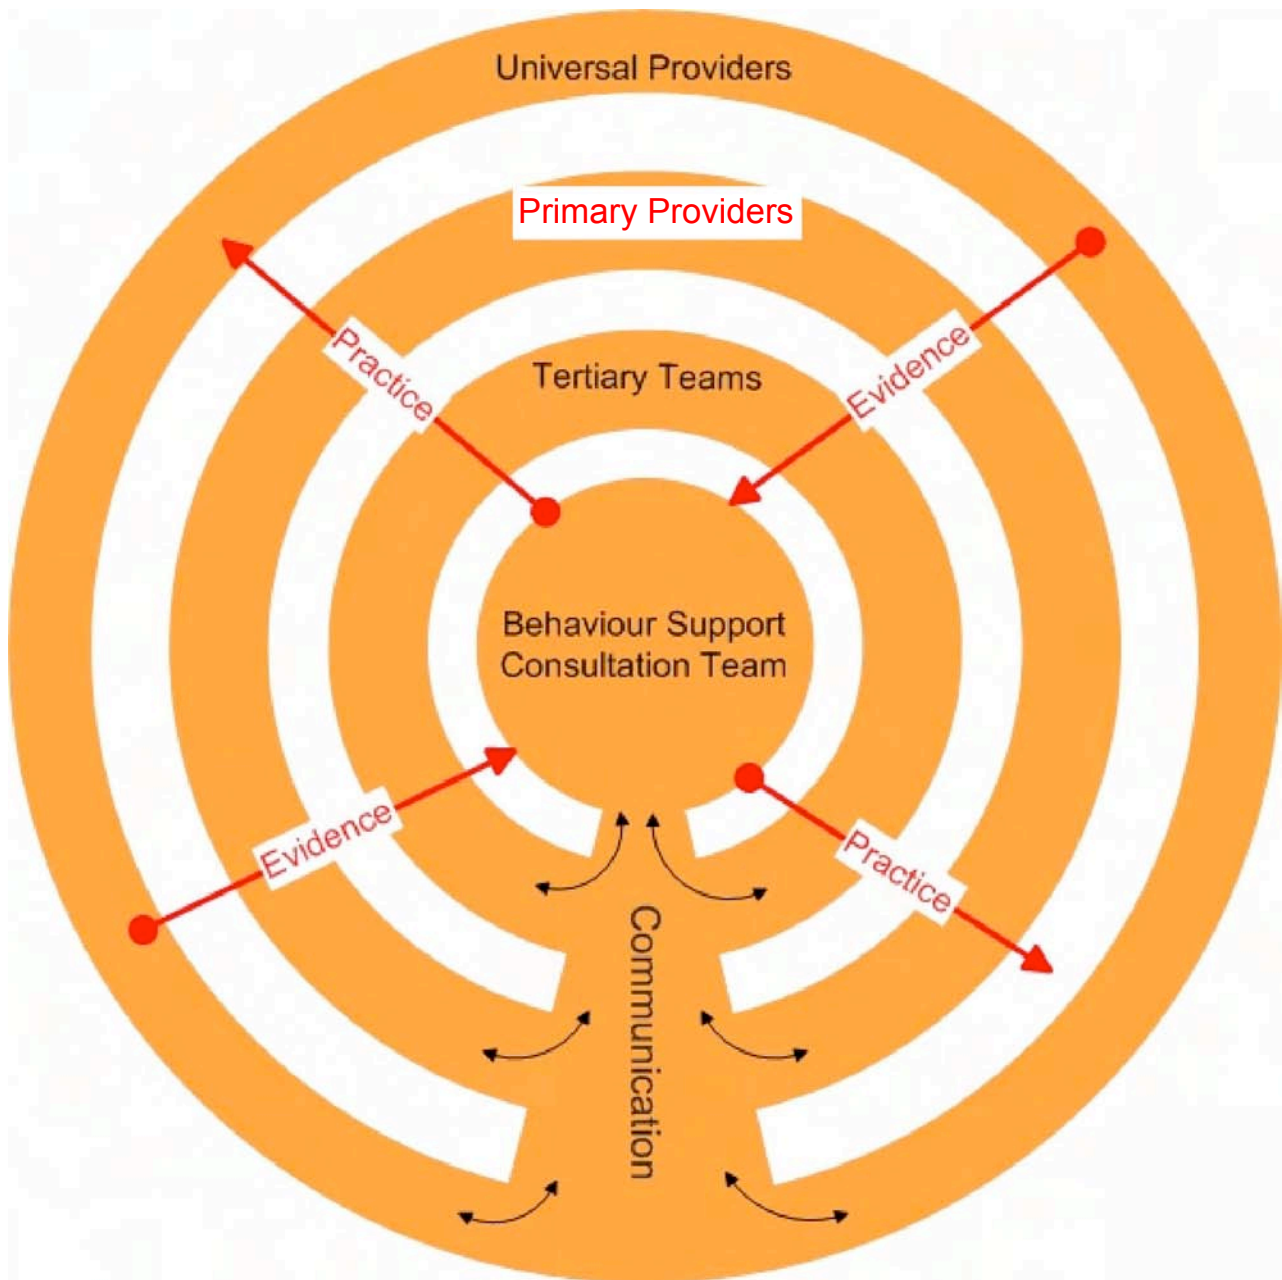 Universal Providers
Primary Providers
Practice
Evidence
Tertiary Teams
Behaviour Support
Consultation Team
Evidence
Practice
Communication